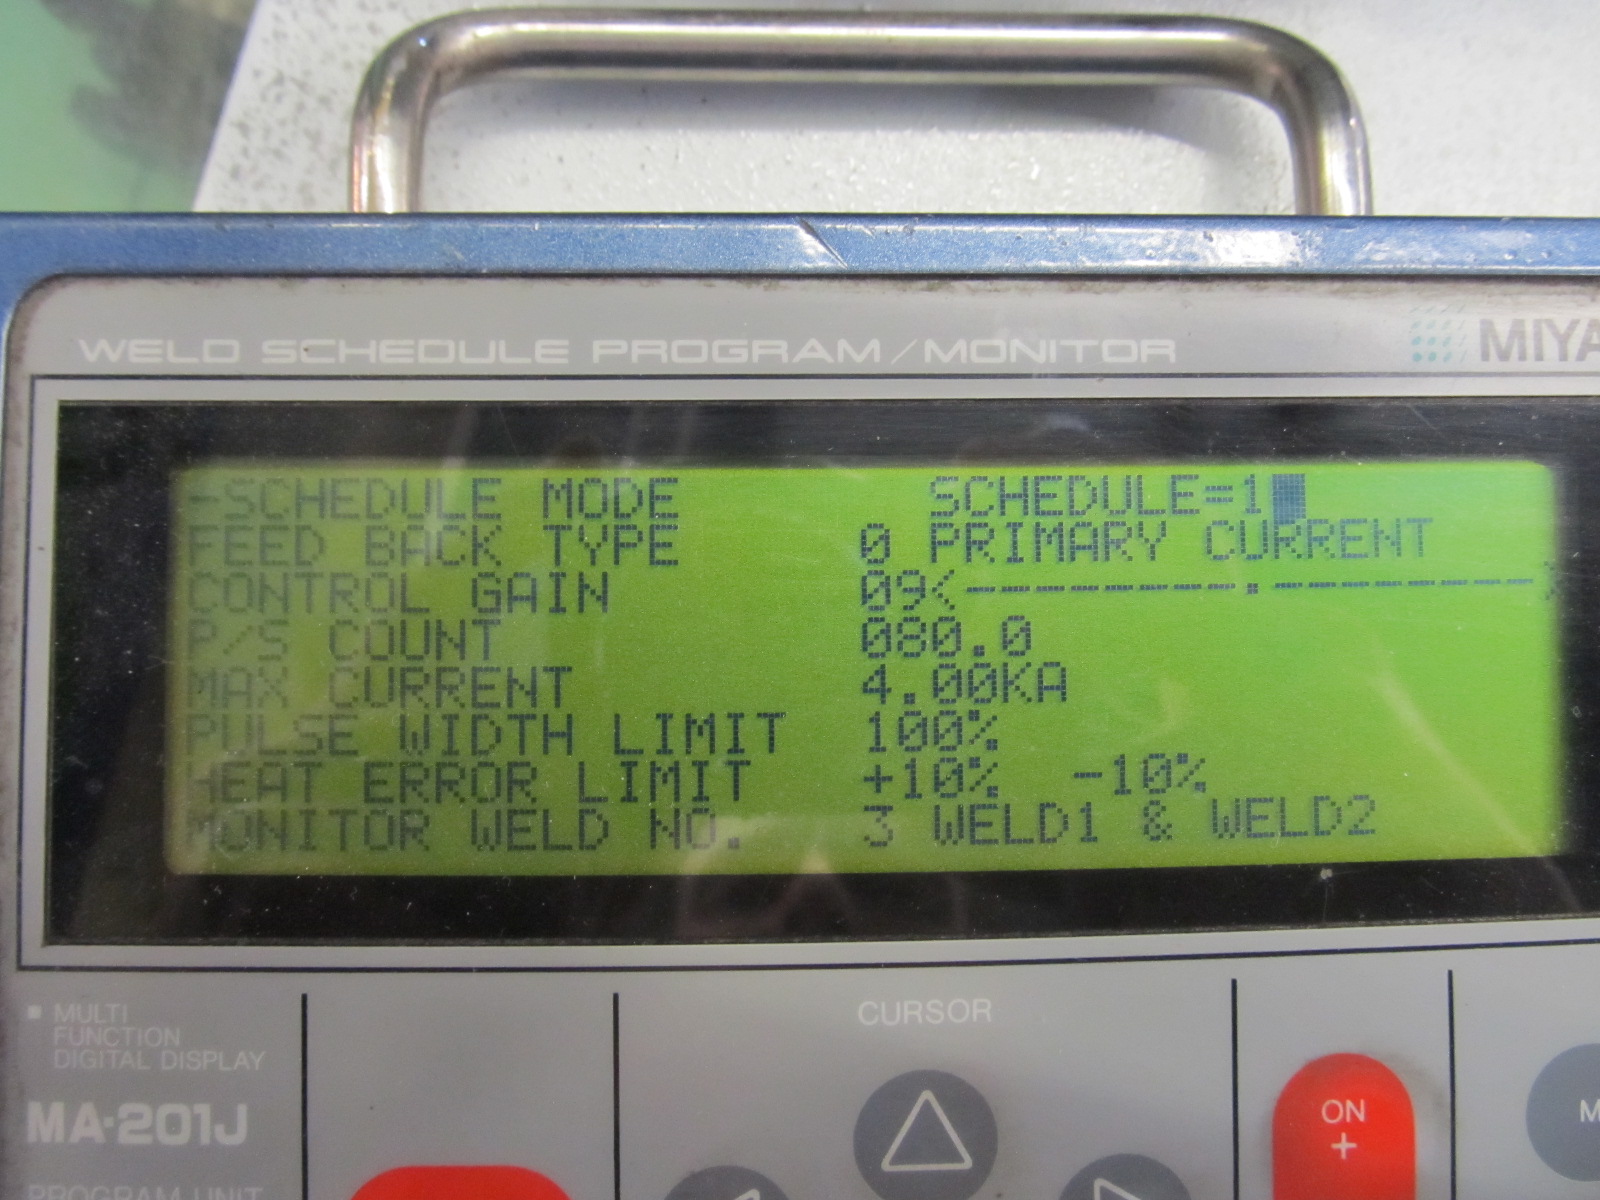 WELD SCHEDULE PROGRAM/MONITOR
MIYA
-SCHEDULE MODE SCHEDULE=1
FEED BACK TYPE 0 PRIMARY CURRENT
CONTROL GAIN 09<--------.-------->
P/S COUNT 080.0
MAX CURRENT 4.00KA
PULSE WIDTH LIMIT 100%
HEAT ERROR LIMIT +10% -10%
MONITOR WELD NO. 3 WELD1 & WELD2
MULTI
FUNCTION
DIGITAL DISPLAY
MA-201J
PROGRAM UNIT
CURSOR
ON
+
M